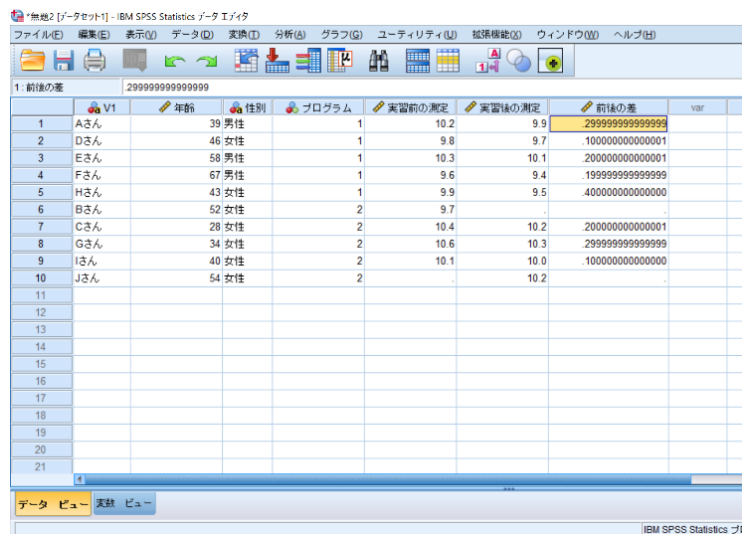 *無題2 [データセット1] - IBM SPSS Statistics データ エディタ
ファイル(F) 編集(E) 表示(V) データ(D) 変換(T) 分析(A) グラフ(G) ユーティリティ(U) 拡張機能(X) ウィンドウ(W) ヘルプ(H)
1 : 前後の差 .299999999999999
V1 年齢 性別 プログラム 実習前の測定 実習後の測定 前後の差 var
1 Aさん 39 男性 1 10.2 9.9 .299999999999999
2 Dさん 46 女性 1 9.8 9.7 .100000000000001
3 Eさん 58 男性 1 10.3 10.1 .200000000000001
4 Fさん 67 男性 1 9.6 9.4 .199999999999999
5 Hさん 43 女性 1 9.9 9.5 .400000000000000
6 Bさん 52 女性 2 9.7 . .
7 Cさん 28 女性 2 10.4 10.2 .200000000000001
8 Gさん 34 女性 2 10.6 10.3 .299999999999999
9 Iさん 40 女性 2 10.1 10.0 .100000000000000
10 Jさん 54 女性 2 . 10.2 .
11
12
13
14
15
16
17
18
19
20
21
データ ビュー 変数 ビュー
IBM SPSS Statistics プ